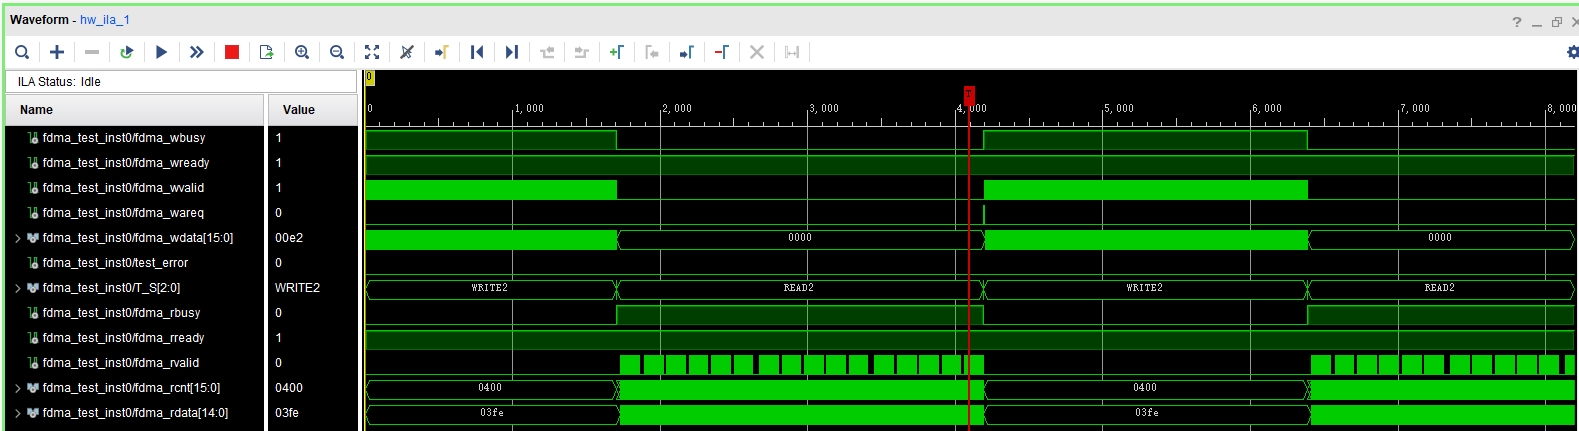 Waveform - hw_ila_1
ILA Status: Idle
Name Value
0
T
0 1,000 2,000 3,000 4,000 5,000 6,000 7,000 8,000
fdma_test_inst0/fdma_wbusy 1
fdma_test_inst0/fdma_wready 1
fdma_test_inst0/fdma_wvalid 1
fdma_test_inst0/fdma_wareq 0
fdma_test_inst0/fdma_wdata[15:0] 00e2 0000 0000
fdma_test_inst0/test_error 0
fdma_test_inst0/T_S[2:0] WRITE2 WRITE2 READ2 WRITE2 READ2
fdma_test_inst0/fdma_rbusy 0
fdma_test_inst0/fdma_rready 1
fdma_test_inst0/fdma_rvalid 0
fdma_test_inst0/fdma_rcnt[15:0] 0400 0400 0400
fdma_test_inst0/fdma_rdata[14:0] 03fe 03fe 03fe